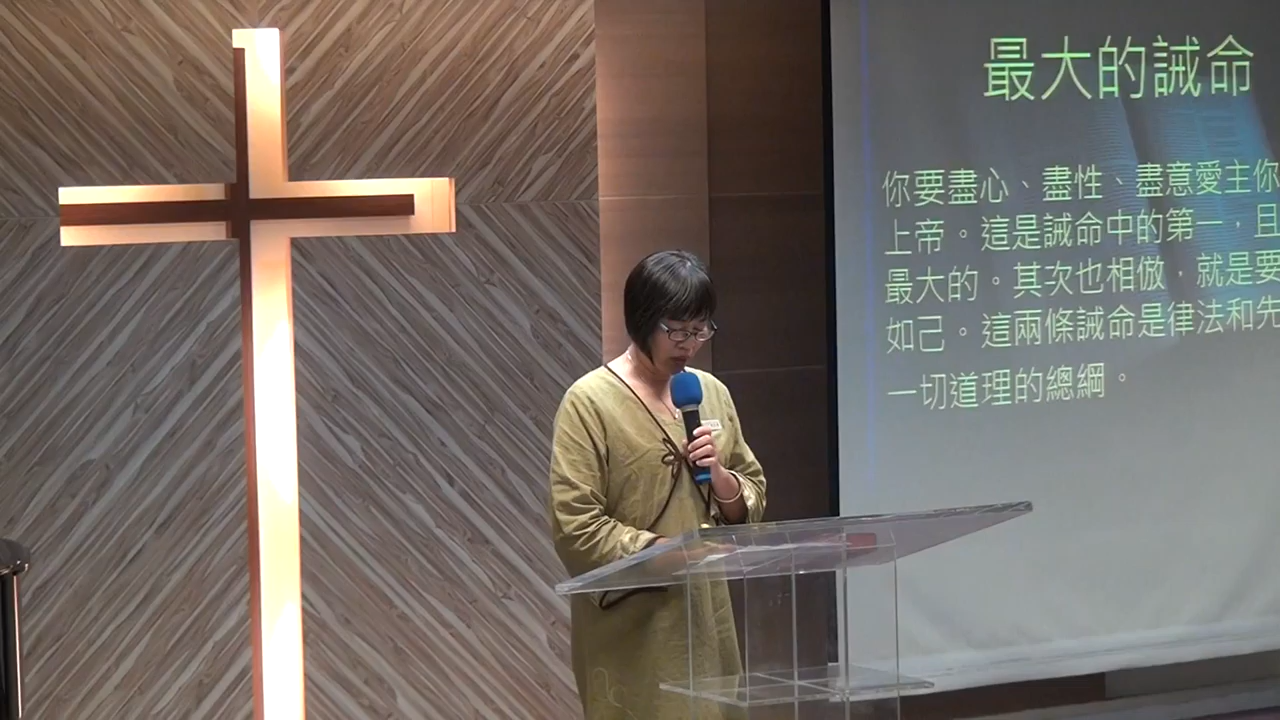 最大的誡命
你要盡心、盡性、盡意愛主你
上帝。這是誡命中的第一，且
最大的。其次也相倣，就是要
如己。這兩條誡命是律法和先
一切道理的總綱。